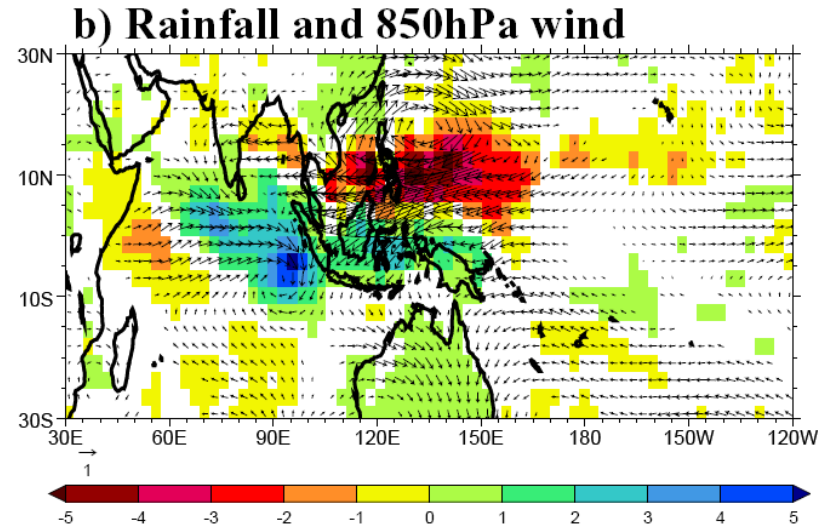 b) Rainfall and 850hPa wind
30N
10N
10S
30S
30E 60E 90E 120E 150E 180 150W 120W
1
-5 -4 -3 -2 -1 0 1 2 3 4 5